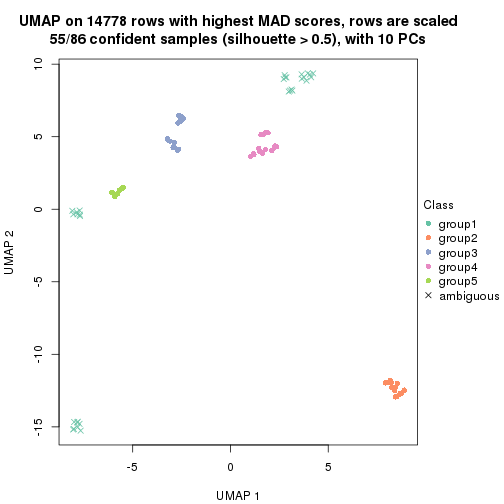 UMAP on 14778 rows with highest MAD scores, rows are scaled
55/86 confident samples (silhouette > 0.5), with 10 PCs
10
5
0
-5
-10
-15
UMAP 2
-5
0
5
UMAP 1
Class
group1
group2
group3
group4
group5
ambiguous